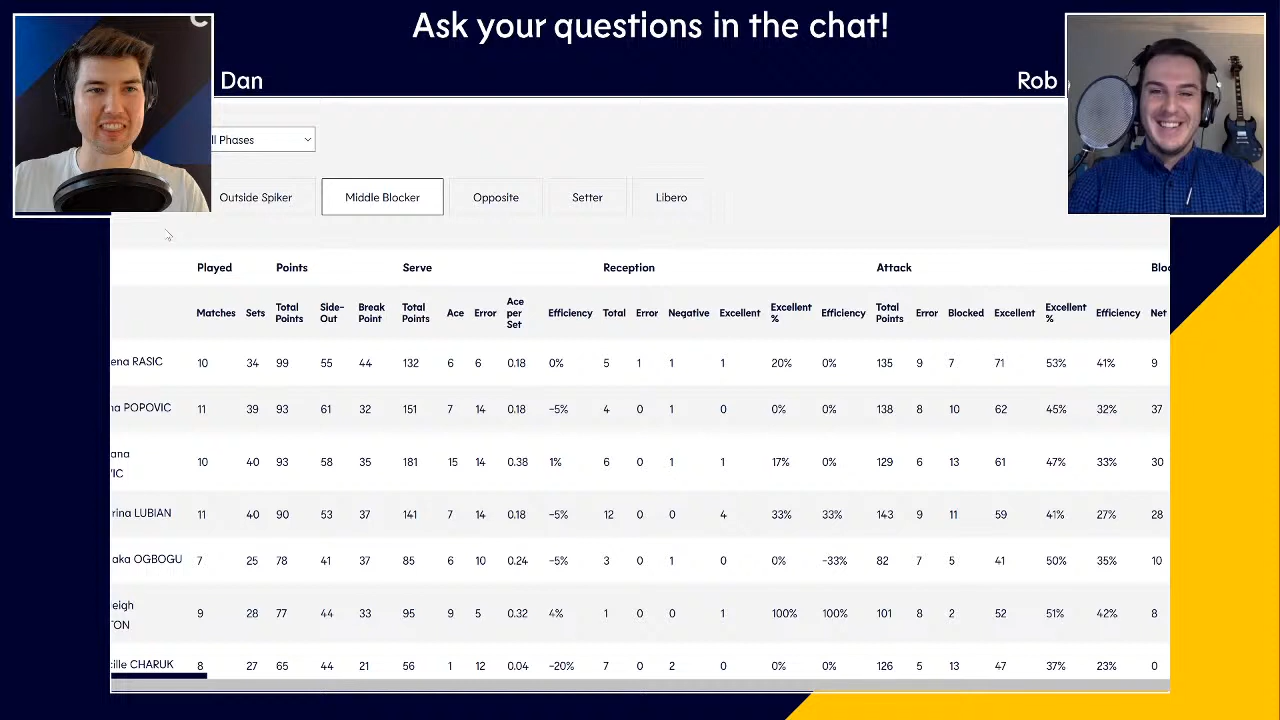 Ask your questions in the chat!
Dan
Rob
ll Phases
Outside Spiker Middle Blocker Opposite Setter Libero
Played Points Serve Reception Attack Bloc
Matches Sets Total Points Side-Out Break Point Total Points Ace Error Ace per Set Efficiency Total Error Negative Excellent Excellent % Efficiency Total Points Error Blocked Excellent Excellent % Efficiency Net
ena RASIC 10 34 99 55 44 132 6 6 0.18 0% 5 1 1 1 20% 0% 135 9 7 71 53% 41% 9
na POPOVIC 11 39 93 61 32 151 7 14 0.18 -5% 4 0 1 0 0% 0% 138 8 10 62 45% 32% 37
ana VIC 10 40 93 58 35 181 15 14 0.38 1% 6 0 1 1 17% 0% 129 6 13 61 47% 33% 30
rina LUBIAN 11 40 90 53 37 141 7 14 0.18 -5% 12 0 0 4 33% 33% 143 9 11 59 41% 27% 28
aka OGBOGU 7 25 78 41 37 85 6 10 0.24 -5% 3 0 1 0 0% -33% 82 7 5 41 50% 35% 10
eigh TON 9 28 77 44 33 95 9 5 0.32 4% 1 0 0 1 100% 100% 101 8 2 52 51% 42% 8
cille CHARUK 8 27 65 44 21 56 1 12 0.04 -20% 7 0 2 0 0% 0% 126 5 13 47 37% 23% 0